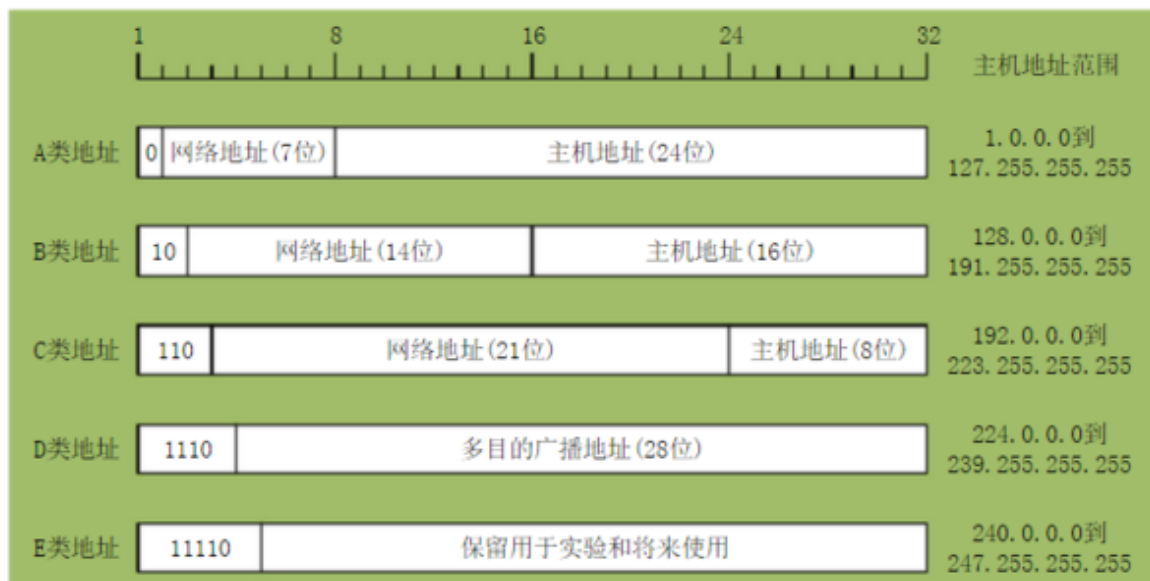 1 8 16 24 32
主机地址范围
A类地址 0 网络地址(7位) 主机地址(24位) 1.0.0.0到
127.255.255.255
B类地址 10 网络地址(14位) 主机地址(16位) 128.0.0.0到
191.255.255.255
C类地址 110 网络地址(21位) 主机地址(8位) 192.0.0.0到
223.255.255.255
D类地址 1110 多目的广播地址(28位) 224.0.0.0到
239.255.255.255
E类地址 11110 保留用于实验和将来使用 240.0.0.0到
247.255.255.255